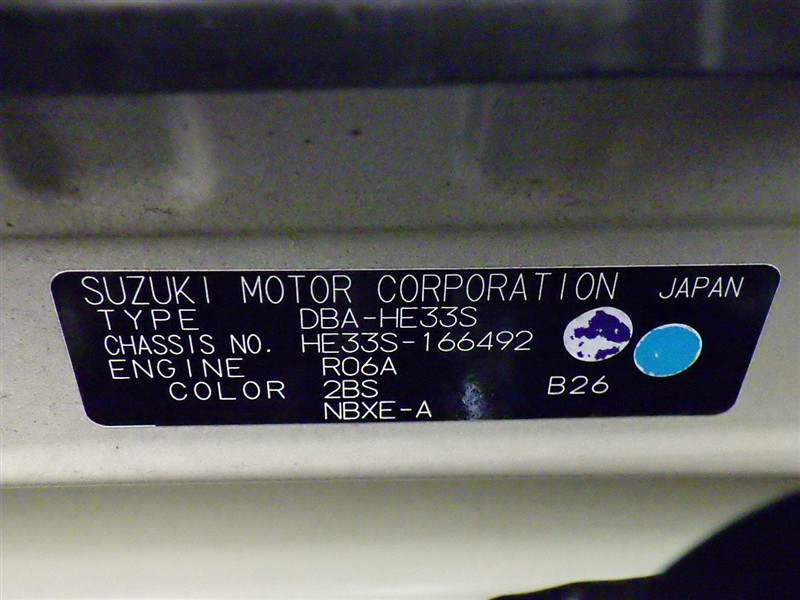 SUZUKI MOTOR CORPORATION JAPAN
TYPE DBA-HE33S
CHASSIS NO. HE33S-166492
ENGINE R06A
COLOR 2BS B26
NBXE-A